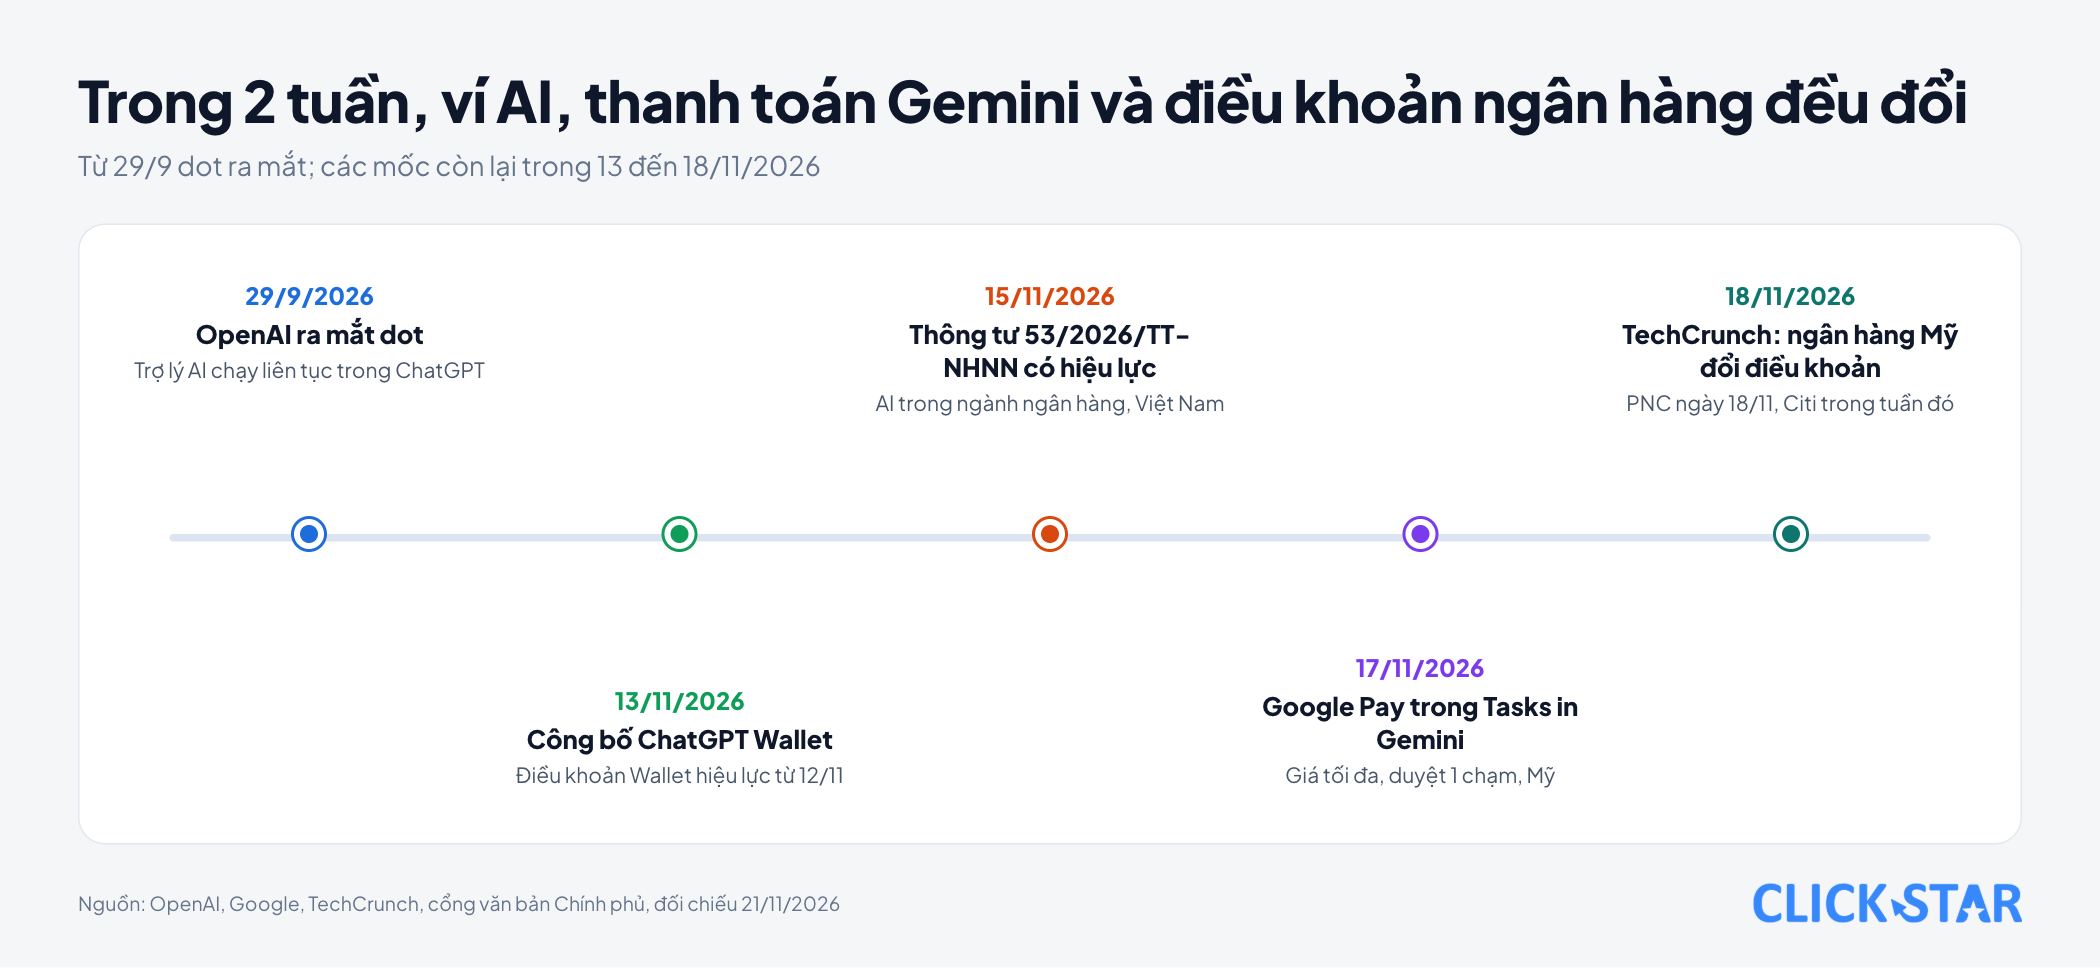 Trong 2 tuần, ví AI, thanh toán Gemini và điều khoản ngân hàng đều đổi
Từ 29/9 dot ra mắt; các mốc còn lại trong 13 đến 18/11/2026
29/9/2026
OpenAI ra mắt dot
Trợ lý AI chạy liên tục trong ChatGPT
13/11/2026
Công bố ChatGPT Wallet
Điều khoản Wallet hiệu lực từ 12/11
15/11/2026
Thông tư 53/2026/TT-
NHNN có hiệu lực
AI trong ngành ngân hàng, Việt Nam
17/11/2026
Google Pay trong Tasks in
Gemini
Giá tối đa, duyệt 1 chạm, Mỹ
18/11/2026
TechCrunch: ngân hàng Mỹ
đổi điều khoản
PNC ngày 18/11, Citi trong tuần đó
Nguồn: OpenAI, Google, TechCrunch, cổng văn bản Chính phủ, đối chiếu 21/11/2026
CLICK STAR